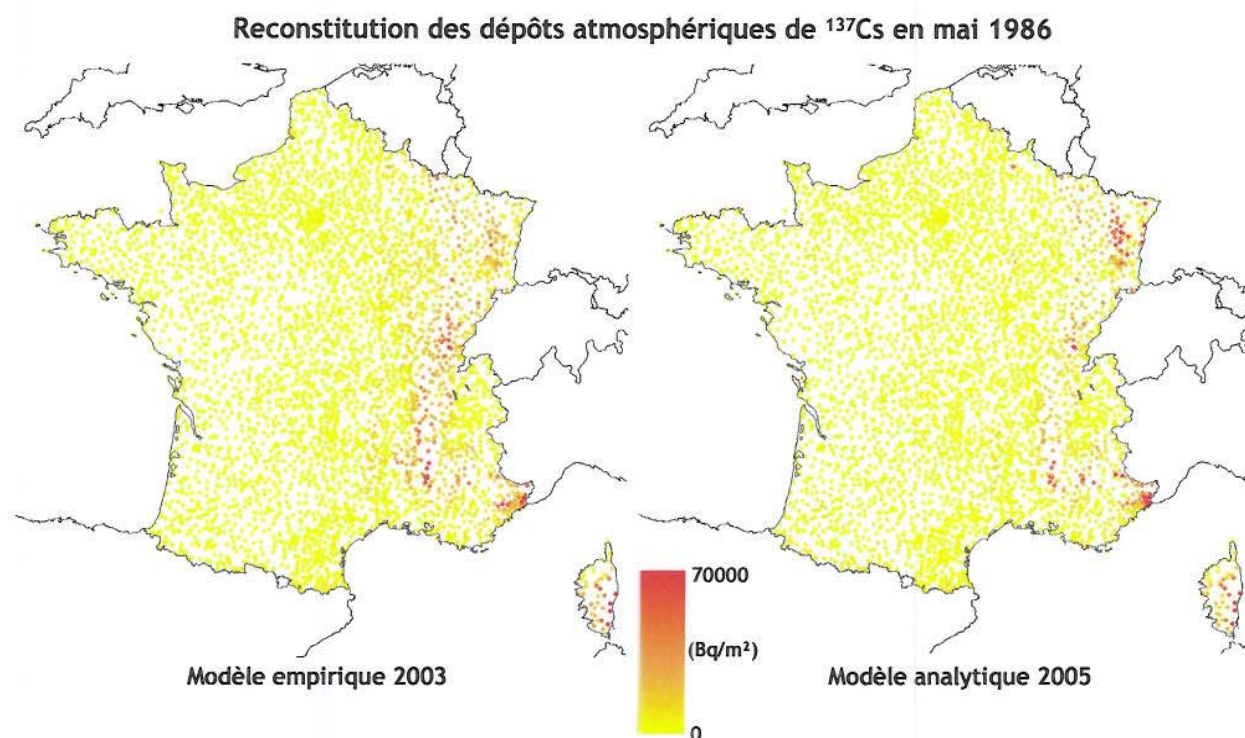 Reconstitution des dépôts atmosphériques de ¹³⁷Cs en mai 1986
70000
(Bq/m²)
0
Modèle empirique 2003
Modèle analytique 2005